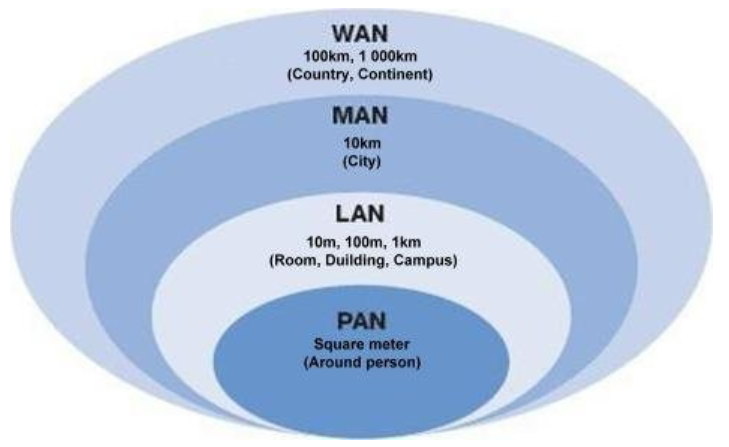 WAN
100km, 1 000km
(Country, Continent)
MAN
10km
(City)
LAN
10m, 100m, 1km
(Room, Duilding, Campus)
PAN
Square meter
(Around person)